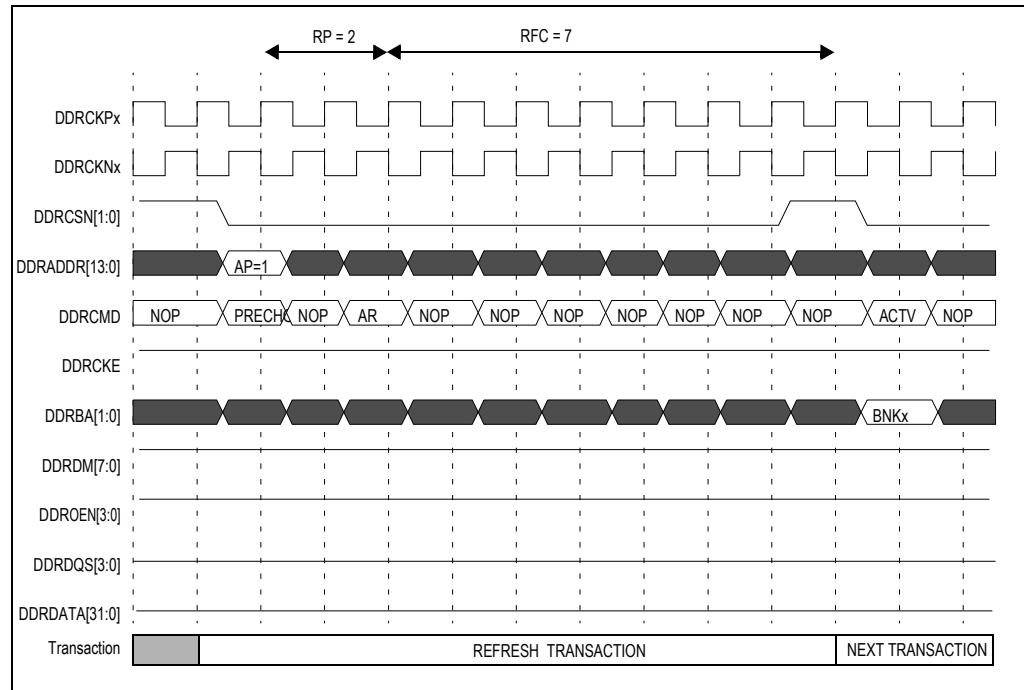 RP = 2 RFC = 7
DDRCKPx
DDRCKNx
DDRCSN[1:0]
DDRADDR[13:0] AP=1
DDRCMD NOP PRECHG NOP AR NOP NOP NOP NOP NOP NOP NOP ACTV NOP
DDRCKE
DDRBA[1:0] BNKx
DDRDM[7:0]
DDROEN[3:0]
DDRDQS[3:0]
DDRDATA[31:0]
Transaction REFRESH TRANSACTION NEXT TRANSACTION